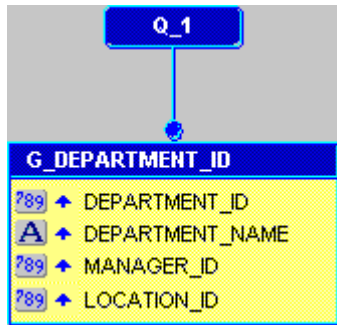 Q_1
G_DEPARTMENT_ID
789 DEPARTMENT_ID
A DEPARTMENT_NAME
789 MANAGER_ID
789 LOCATION_ID